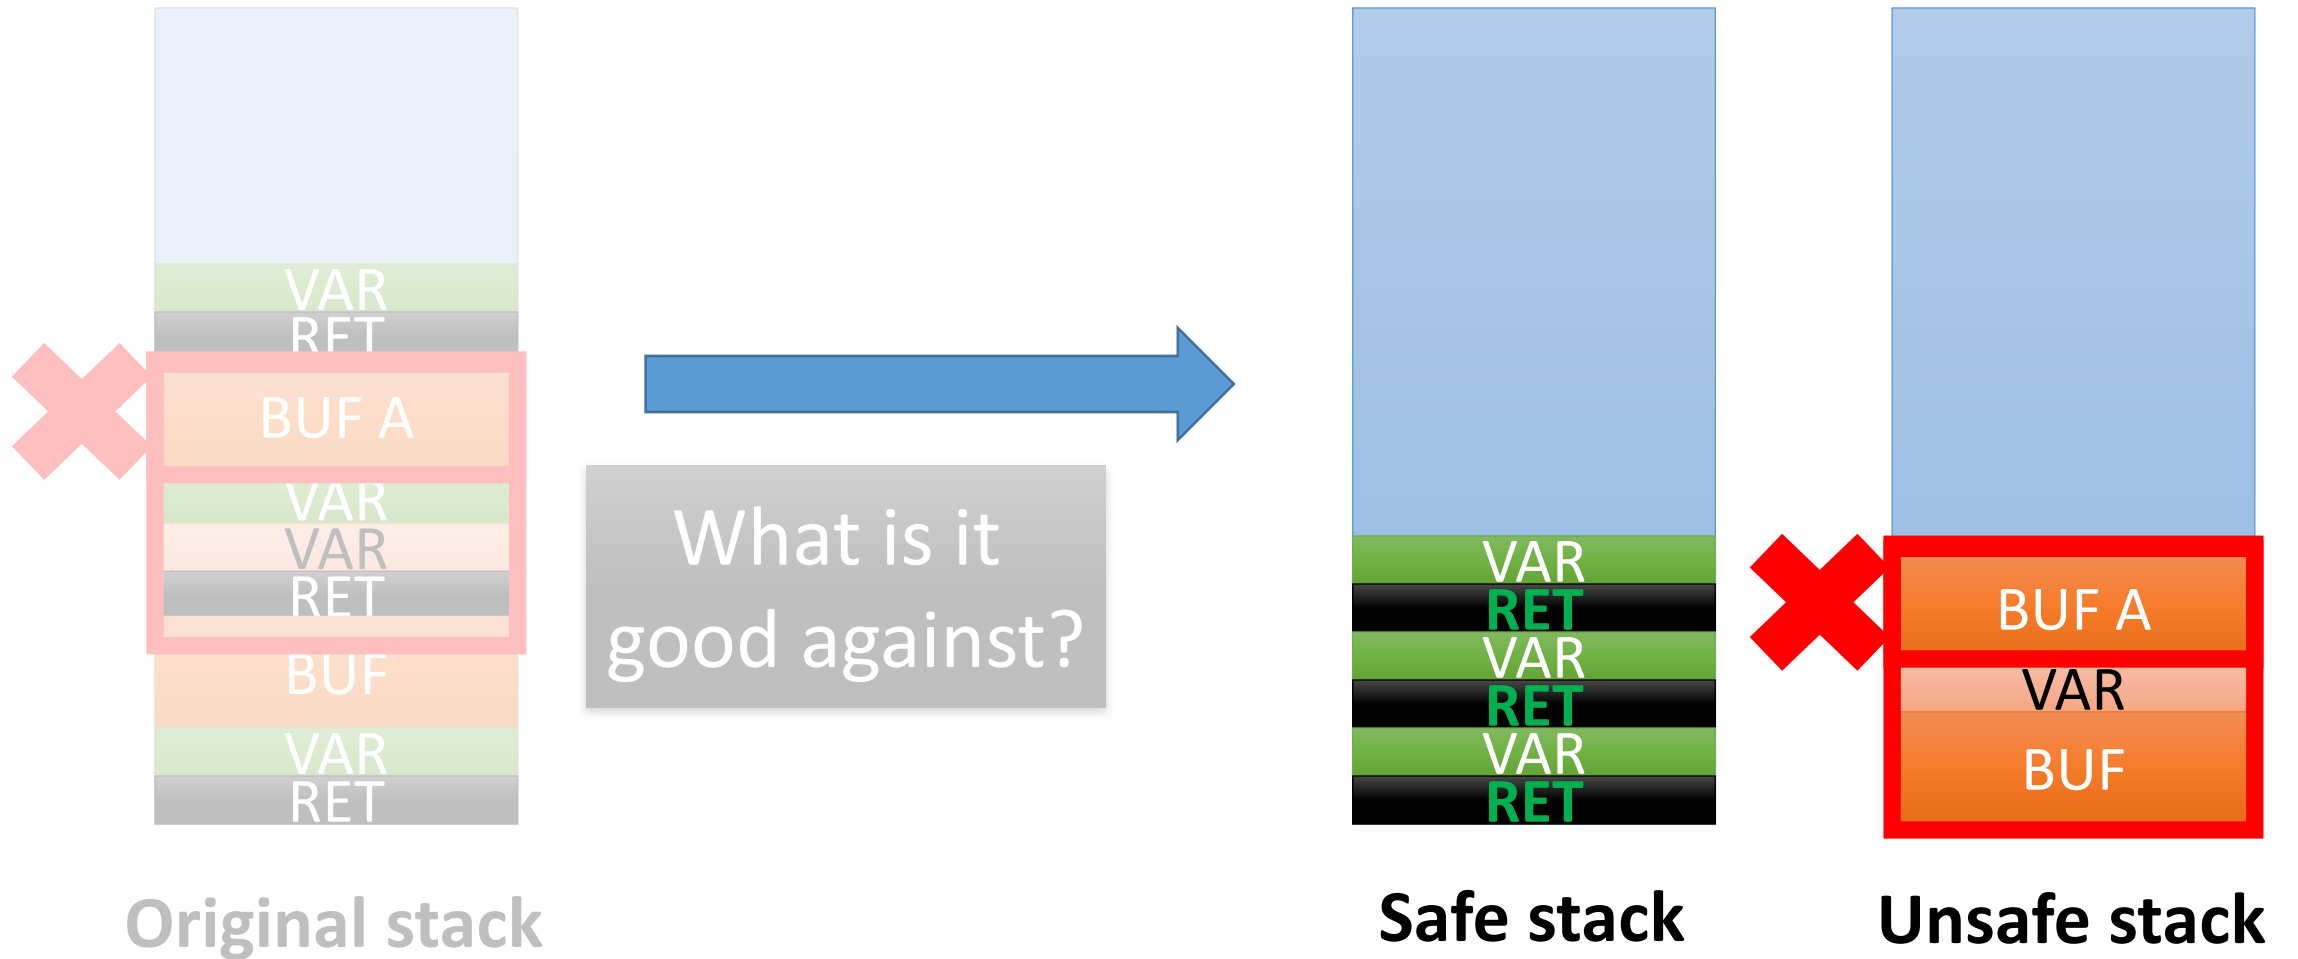 VAR
RET
BUF A
VAR
VAR
RET
BUF
VAR
RET
Original stack
What is it
good against?
VAR
RET
VAR
RET
VAR
RET
Safe stack
BUF A
VAR
BUF
Unsafe stack